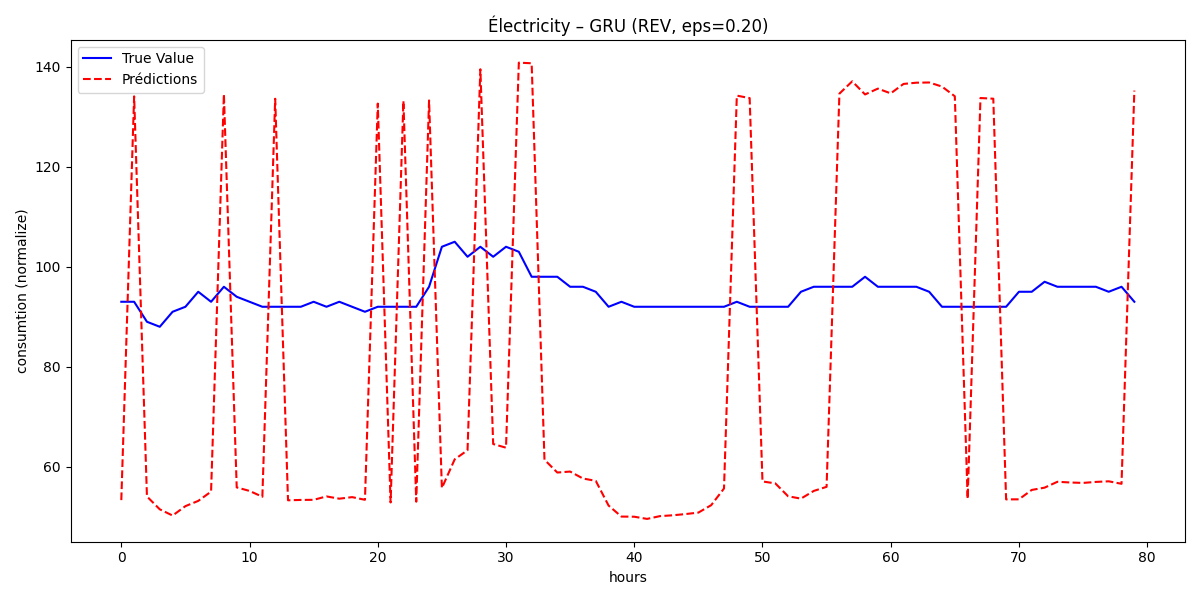 Électricity – GRU (REV, eps=0.20)
True Value
Prédictions
consumtion (normalize)
140
120
100
80
60
0 10 20 30 40 50 60 70 80
hours